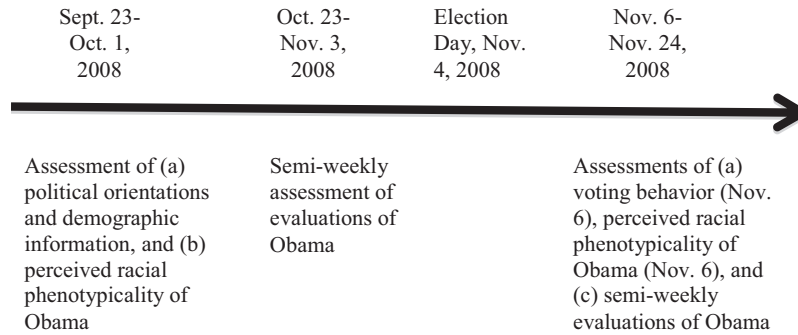 Sept. 23-
Oct. 1,
2008
Oct. 23-
Nov. 3,
2008
Election
Day, Nov.
4, 2008
Nov. 6-
Nov. 24,
2008
Assessment of (a)
political orientations
and demographic
information, and (b)
perceived racial
phenotypicality of
Obama
Semi-weekly
assessment of
evaluations of
Obama
Assessments of (a)
voting behavior (Nov.
6), perceived racial
phenotypicality of
Obama (Nov. 6), and
(c) semi-weekly
evaluations of Obama